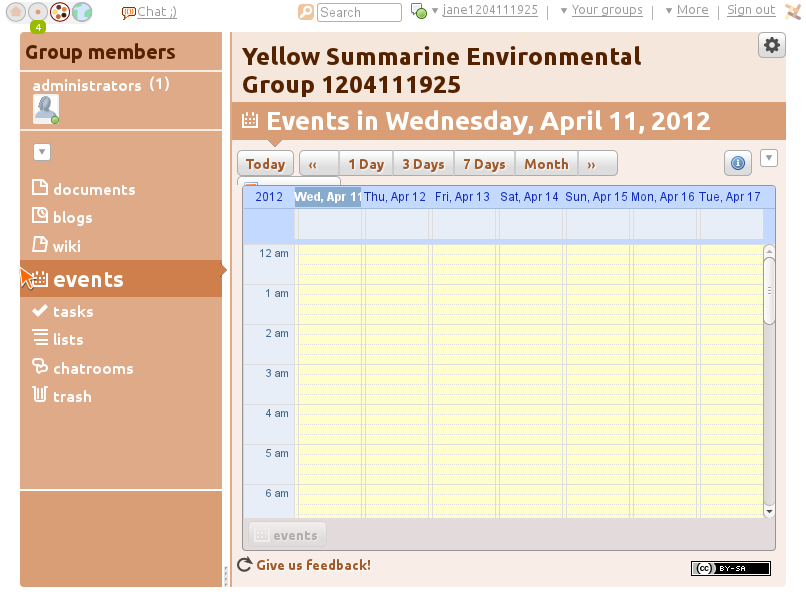 Chat ;)
Search
jane1204111925
Your groups
More
Sign out
4
Group members
administrators (1)
documents
blogs
wiki
events
tasks
lists
chatrooms
trash
Yellow Summarine Environmental
Group 1204111925
Events in Wednesday, April 11, 2012
Today ‹‹ 1 Day 3 Days 7 Days Month ››
2012 Wed, Apr 11 Thu, Apr 12 Fri, Apr 13 Sat, Apr 14 Sun, Apr 15 Mon, Apr 16 Tue, Apr 17
12 am
1 am
2 am
3 am
4 am
5 am
6 am
events
Give us feedback!
(cc) BY-SA